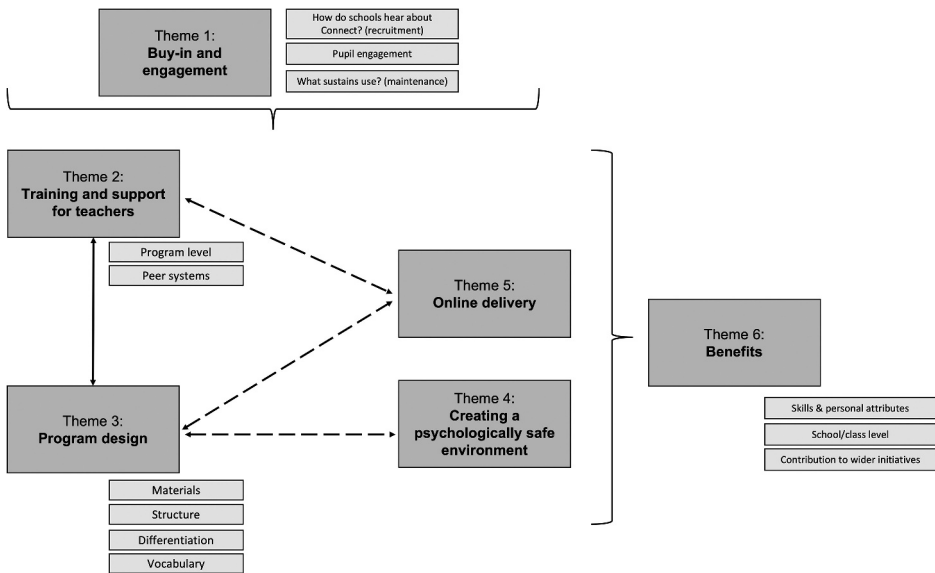 Theme 1:
Buy-in and
engagement
How do schools hear about
Connect? (recruitment)
Pupil engagement
What sustains use? (maintenance)
Theme 2:
Training and support
for teachers
Program level
Peer systems
Theme 5:
Online delivery
Theme 6:
Benefits
Skills & personal attributes
School/class level
Contribution to wider initiatives
Theme 3:
Program design
Materials
Structure
Differentiation
Vocabulary
Theme 4:
Creating a
psychologically safe
environment